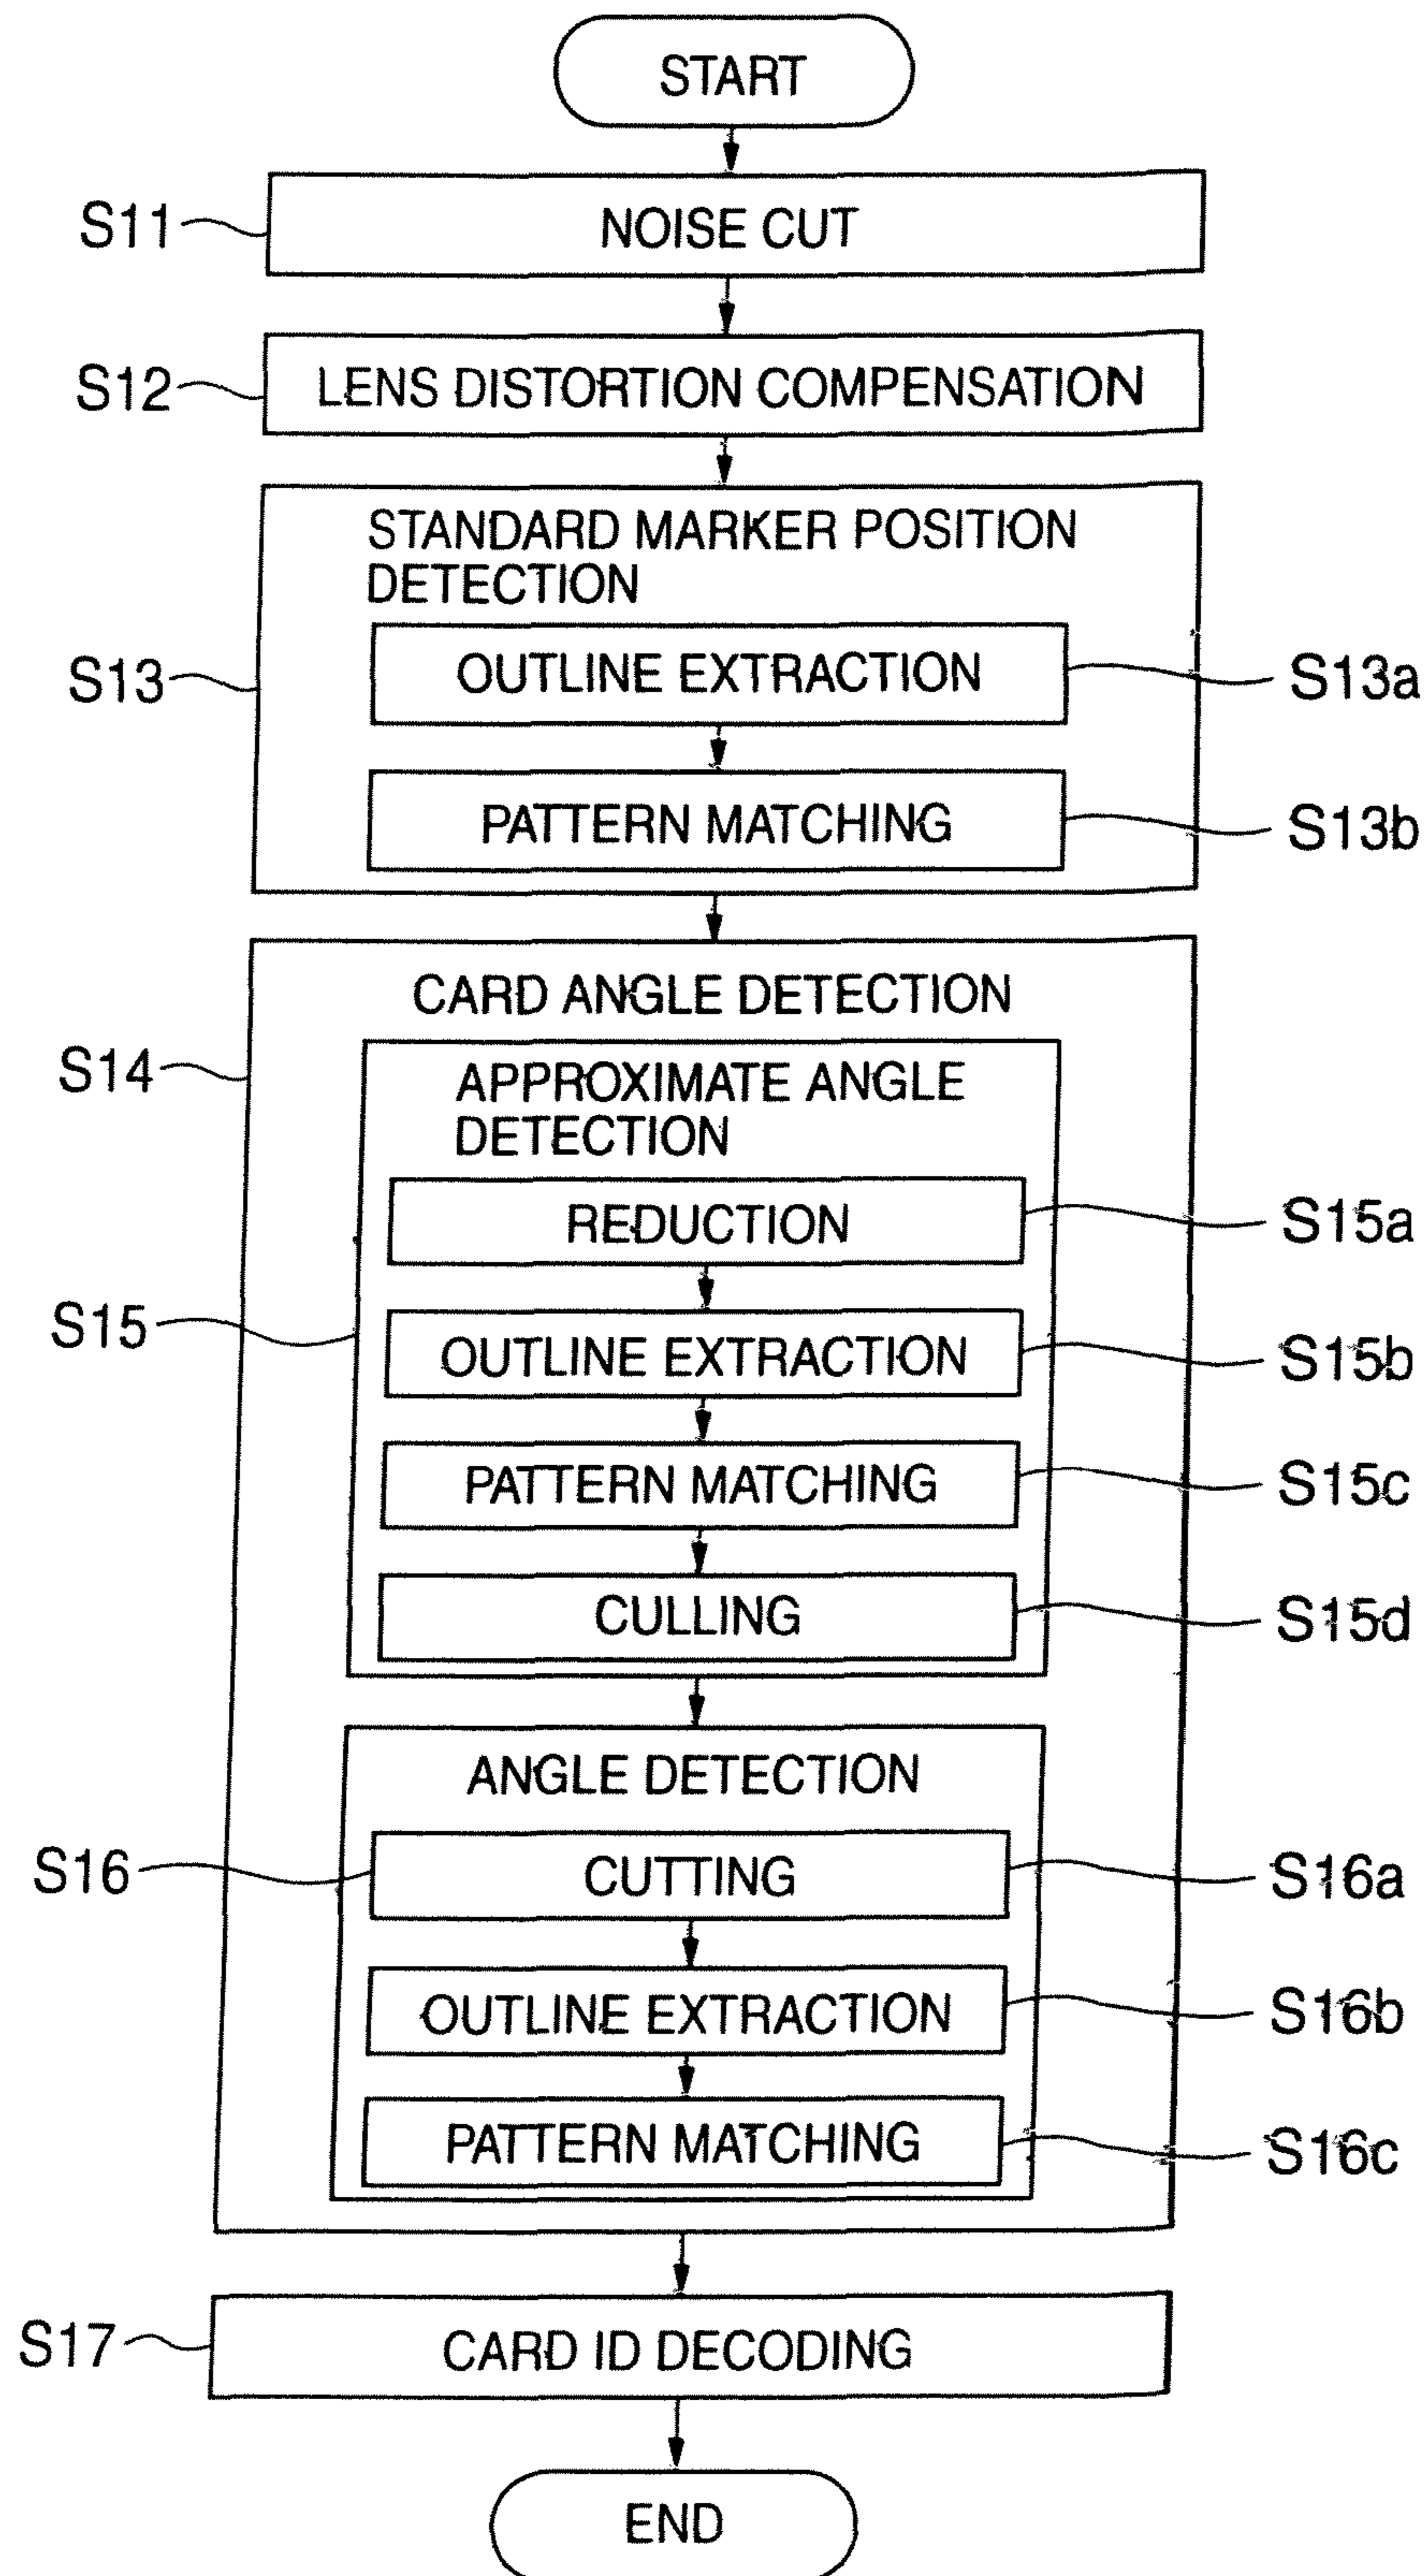 START
S11
NOISE CUT
S12
LENS DISTORTION COMPENSATION
S13
STANDARD MARKER POSITION
DETECTION
OUTLINE EXTRACTION
S13a
PATTERN MATCHING
S13b
S14
CARD ANGLE DETECTION
S15
APPROXIMATE ANGLE
DETECTION
REDUCTION
S15a
OUTLINE EXTRACTION
S15b
PATTERN MATCHING
S15c
CULLING
S15d
S16
ANGLE DETECTION
CUTTING
S16a
OUTLINE EXTRACTION
S16b
PATTERN MATCHING
S16c
S17
CARD ID DECODING
END